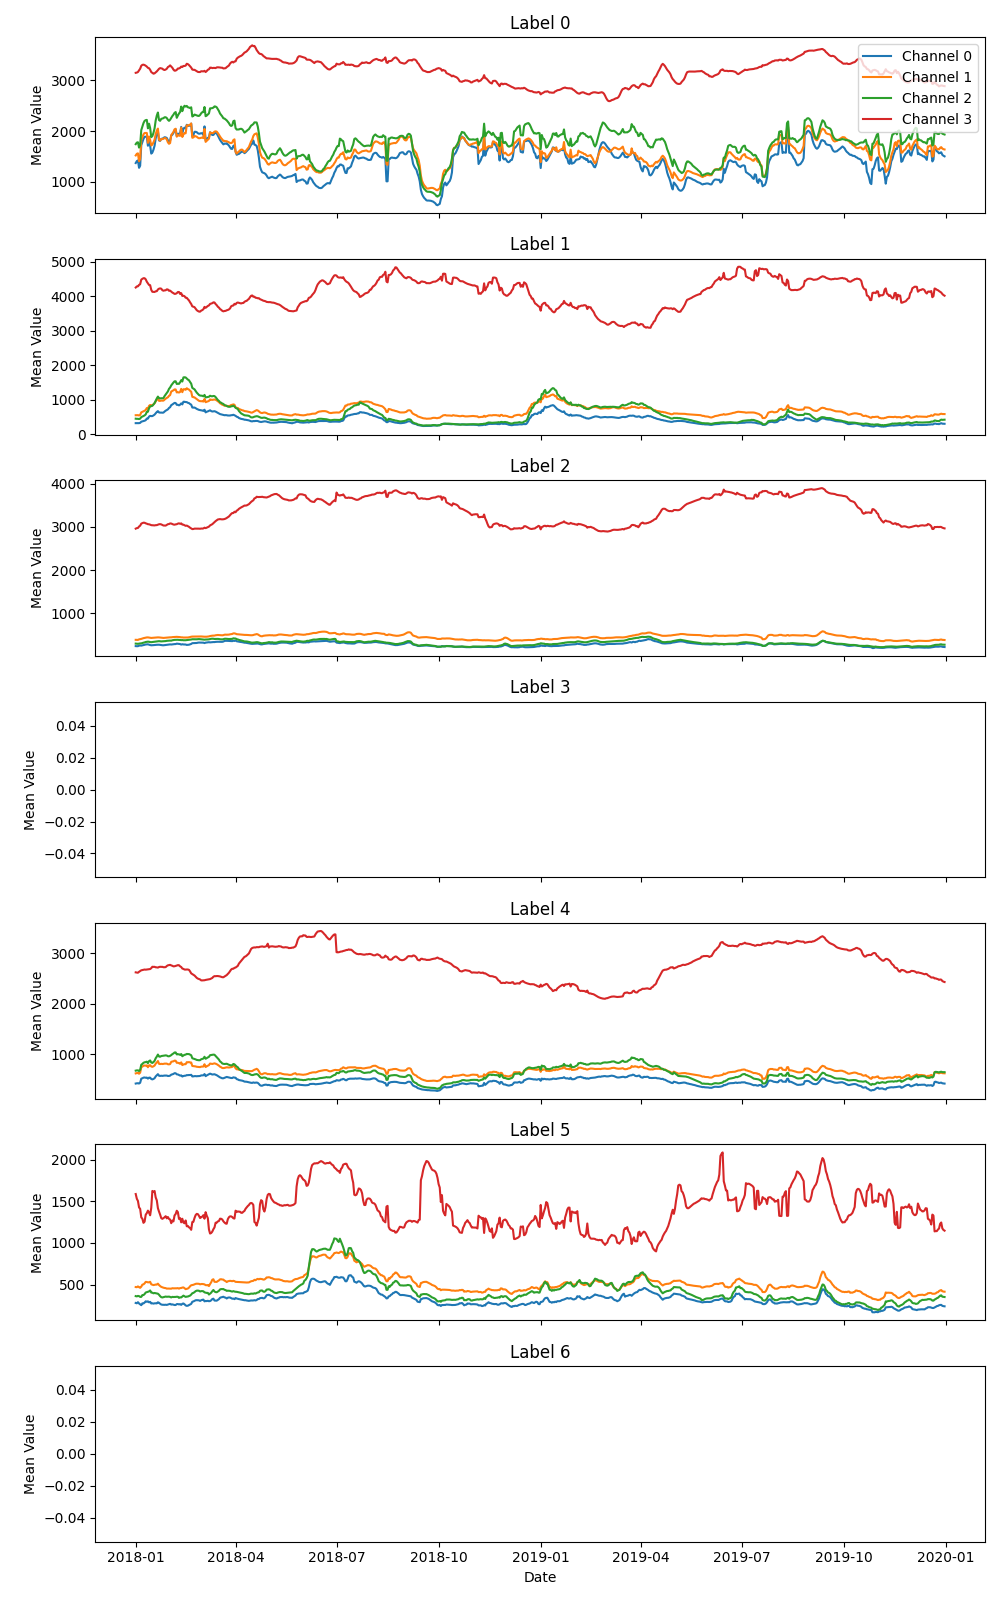 Label 0
Mean Value
3000
2000
1000
Channel 0
Channel 1
Channel 2
Channel 3
Label 1
Mean Value
5000
4000
3000
2000
1000
0
Label 2
Mean Value
4000
3000
2000
1000
Label 3
Mean Value
0.04
0.02
0.00
−0.02
−0.04
Label 4
Mean Value
3000
2000
1000
Label 5
Mean Value
2000
1500
1000
500
Label 6
Mean Value
0.04
0.02
0.00
−0.02
−0.04
2018-01 2018-04 2018-07 2018-10 2019-01 2019-04 2019-07 2019-10 2020-01
Date